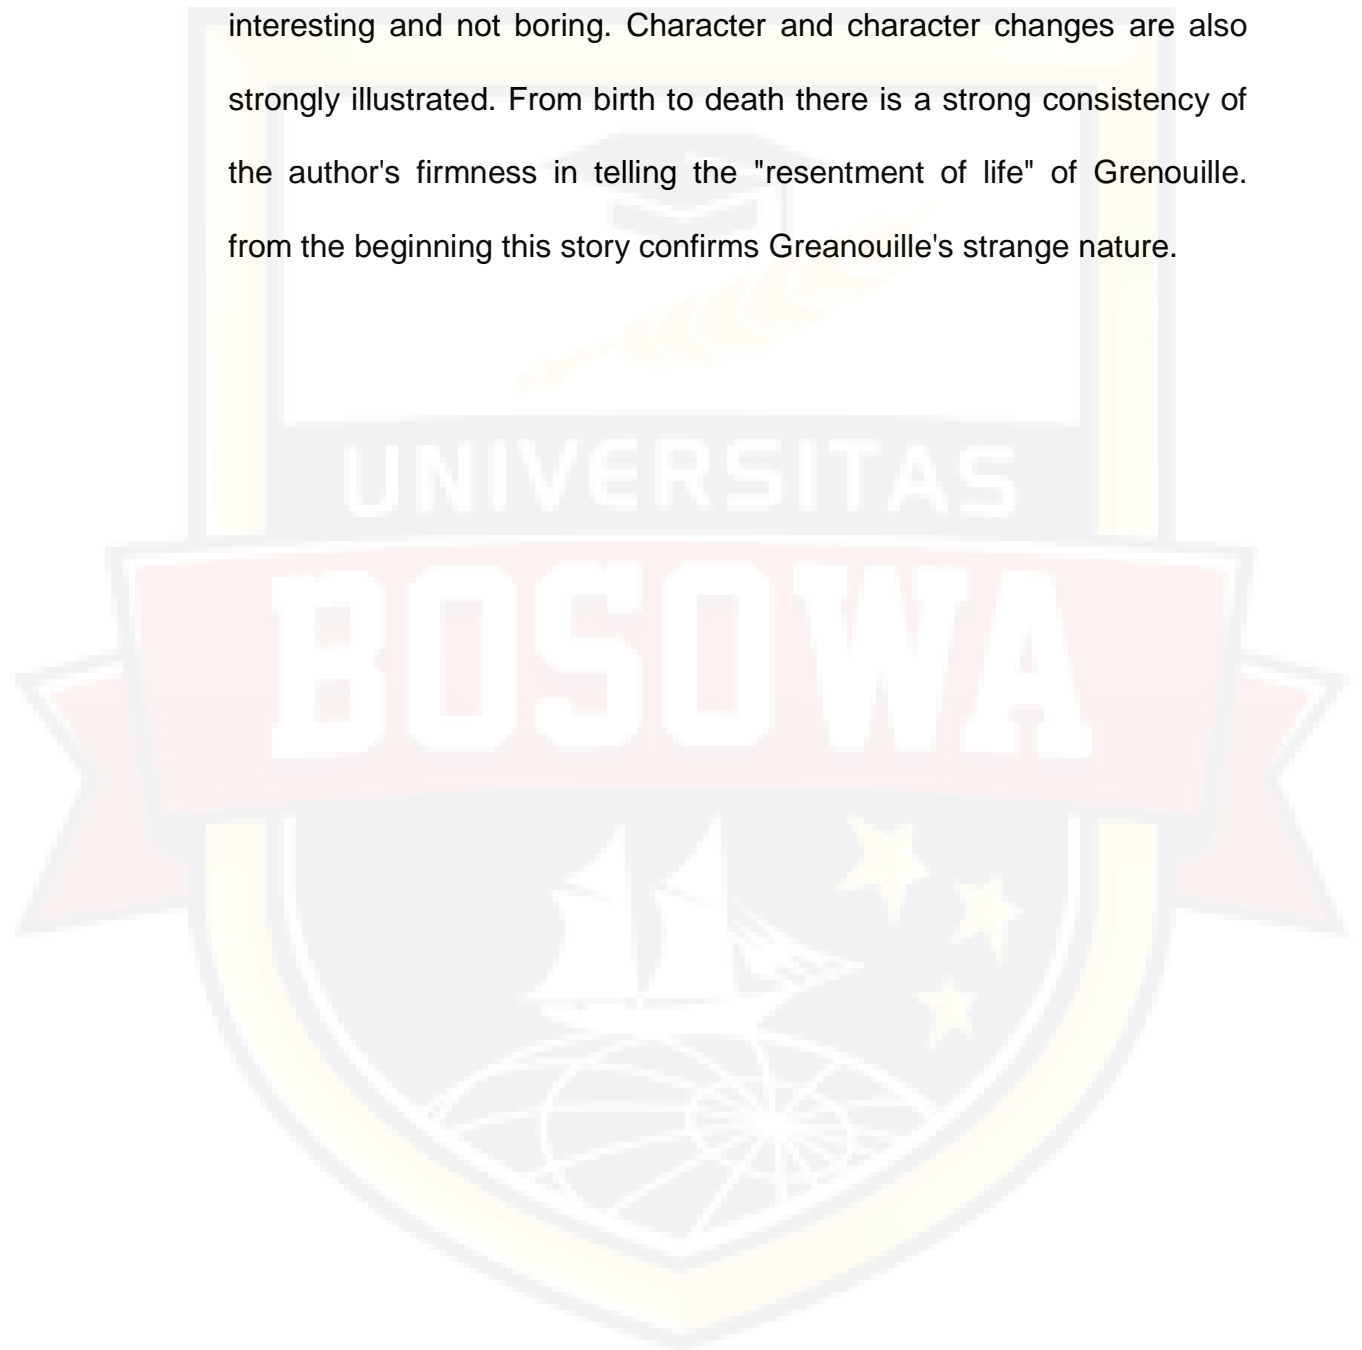 interesting and not boring. Character and character changes are also
strongly illustrated. From birth to death there is a strong consistency of
the author's firmness in telling the "resentment of life" of Grenouille.
from the beginning this story confirms Greanouille's strange nature.
UNIVERSITAS
BOSOWA